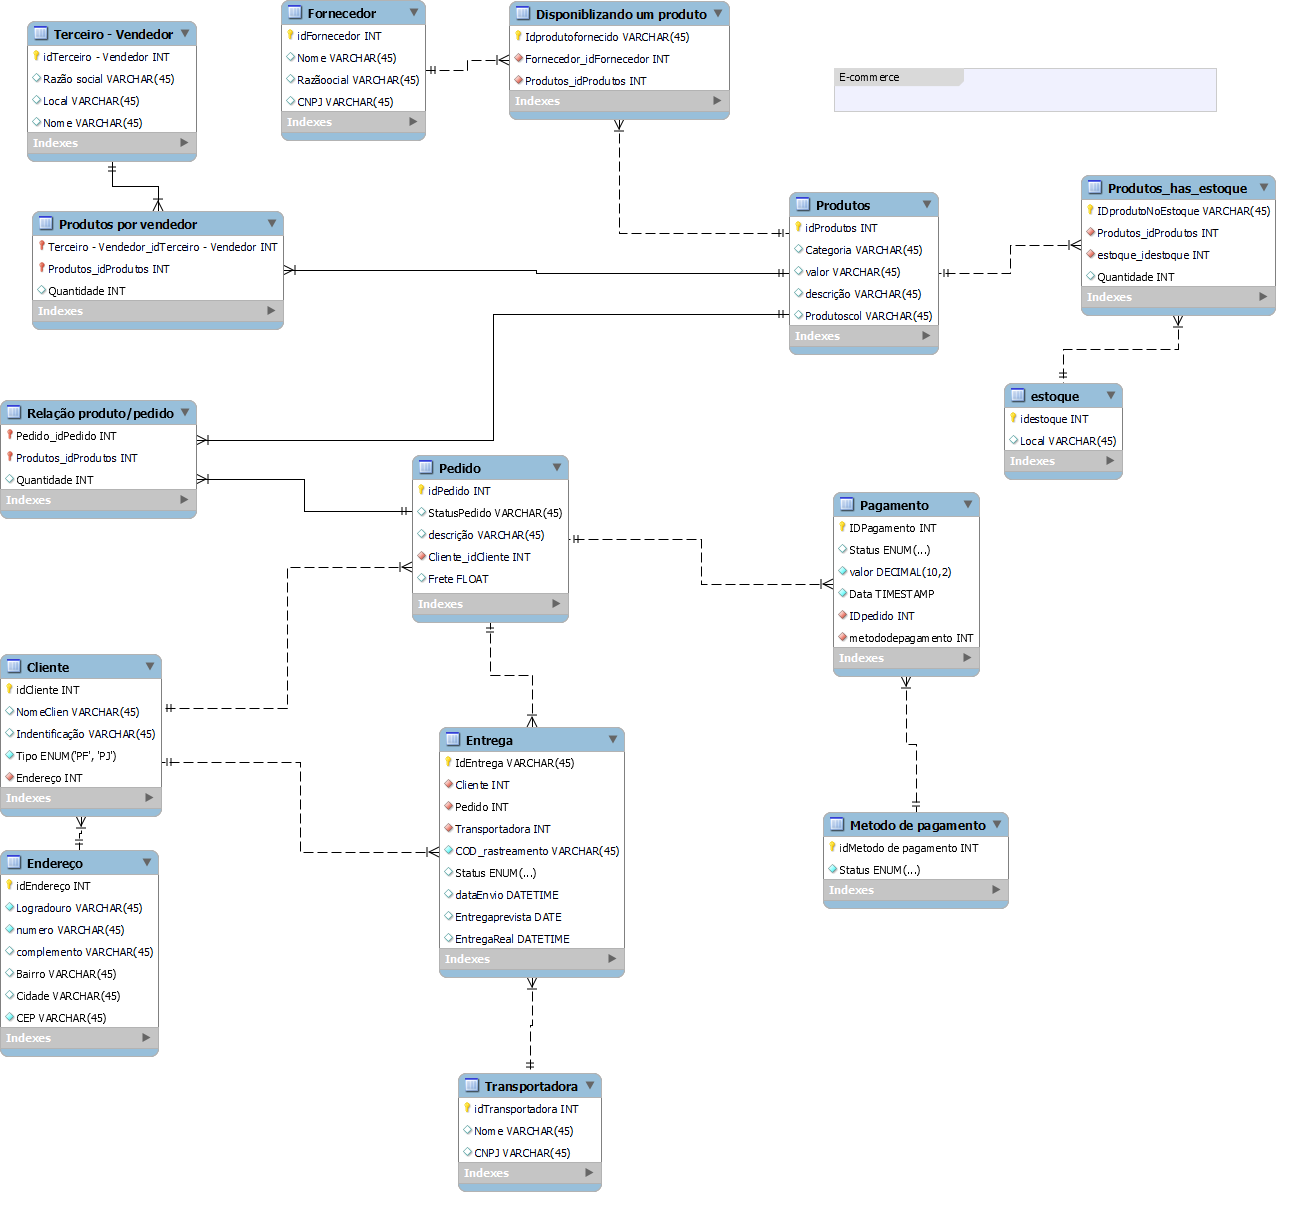 Terceiro - Vendedor
idTerceiro - Vendedor INT
Razão social VARCHAR(45)
Local VARCHAR(45)
Nome VARCHAR(45)
Indexes
Fornecedor
idFornecedor INT
Nome VARCHAR(45)
Razãoocial VARCHAR(45)
CNPJ VARCHAR(45)
Indexes
Disponiblizando um produto
Idprodutofornecido VARCHAR(45)
Fornecedor_idFornecedor INT
Produtos_idProdutos INT
Indexes
E-commerce
Produtos por vendedor
Terceiro - Vendedor_idTerceiro - Vendedor INT
Produtos_idProdutos INT
Quantidade INT
Indexes
Produtos
idProdutos INT
Categoria VARCHAR(45)
valor VARCHAR(45)
descrição VARCHAR(45)
Produtoscol VARCHAR(45)
Indexes
Produtos_has_estoque
IDprodutoNoEstoque VARCHAR(45)
Produtos_idProdutos INT
estoque_idestoque INT
Quantidade INT
Indexes
estoque
idestoque INT
Local VARCHAR(45)
Indexes
Relação produto/pedido
Pedido_idPedido INT
Produtos_idProdutos INT
Quantidade INT
Indexes
Pedido
idPedido INT
StatusPedido VARCHAR(45)
descrição VARCHAR(45)
Cliente_idCliente INT
Frete FLOAT
Indexes
Pagamento
IDPagamento INT
Status ENUM(...)
valor DECIMAL(10,2)
Data TIMESTAMP
IDpedido INT
metododepagamento INT
Indexes
Cliente
idCliente INT
NomeClien VARCHAR(45)
Indentificação VARCHAR(45)
Tipo ENUM('PF', 'PJ')
Endereço INT
Indexes
Entrega
IdEntrega VARCHAR(45)
Cliente INT
Pedido INT
Transportadora INT
COD_rastreamento VARCHAR(45)
Status ENUM(...)
dataEnvio DATETIME
Entregaprevista DATE
EntregaReal DATETIME
Indexes
Metodo de pagamento
idMetodo de pagamento INT
Status ENUM(...)
Indexes
Endereço
idEndereço INT
Logradouro VARCHAR(45)
numero VARCHAR(45)
complemento VARCHAR(45)
Bairro VARCHAR(45)
Cidade VARCHAR(45)
CEP VARCHAR(45)
Indexes
Transportadora
idTransportadora INT
Nome VARCHAR(45)
CNPJ VARCHAR(45)
Indexes